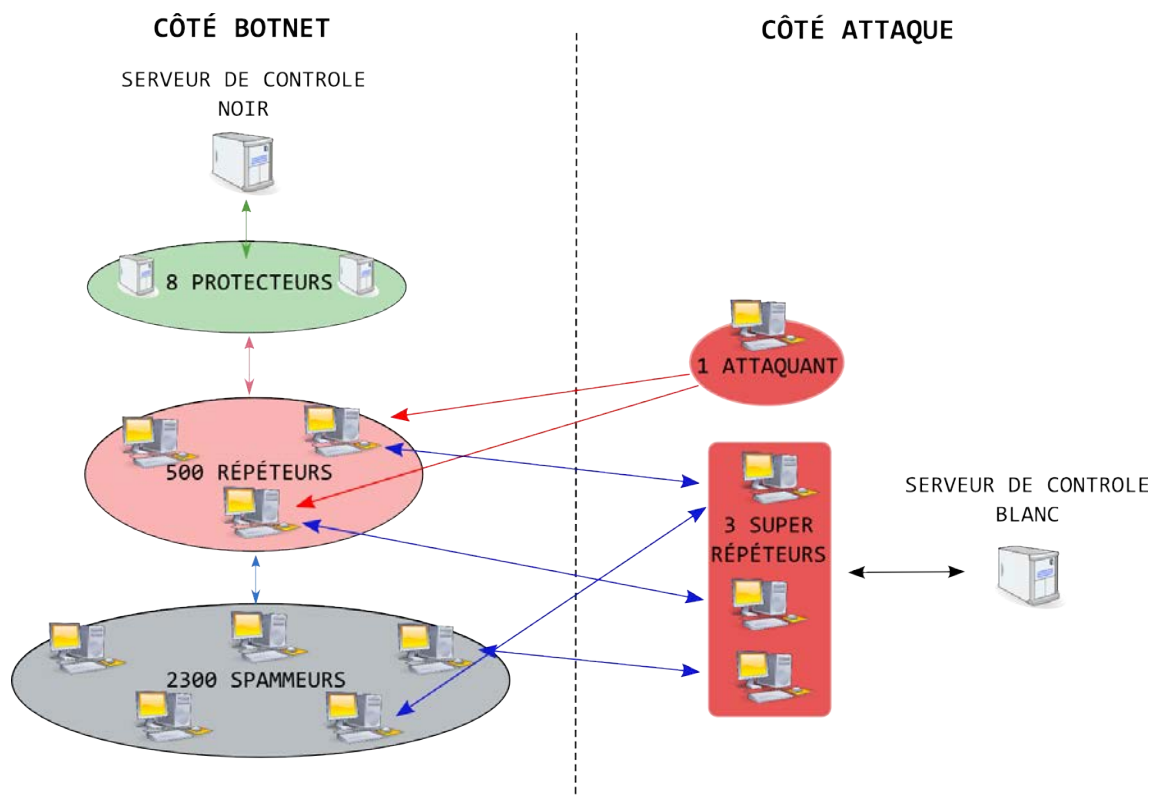 CÔTÉ BOTNET
SERVEUR DE CONTROLE
NOIR
8 PROTECTEURS
500 RÉPÉTEURS
2300 SPAMMEURS
CÔTÉ ATTAQUE
1 ATTAQUANT
3 SUPER
RÉPÉTEURS
SERVEUR DE CONTROLE
BLANC